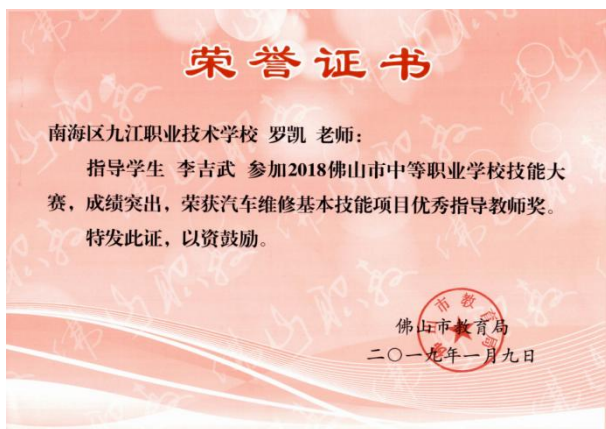 荣誉证书
南海区九江职业技术学校 罗凯 老师：
指导学生 李吉武 参加2018佛山市中等职业学校技能大
赛，成绩突出，荣获汽车维修基本技能项目优秀指导教师奖。
特发此证，以资鼓励。
佛山市教育局
二〇一九年一月九日